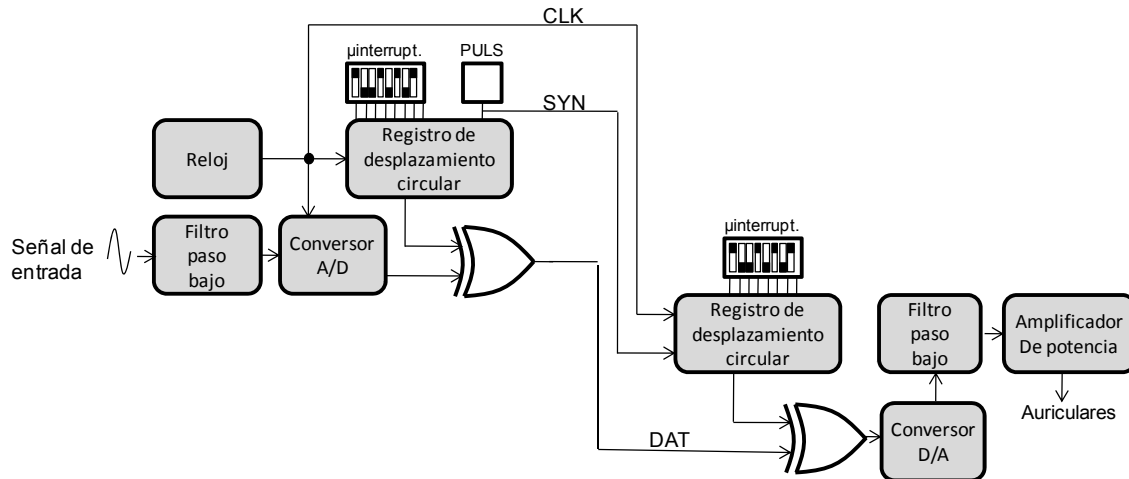 CLK
µinterrupt.
PULS
SYN
Reloj
Registro de
desplazamiento
circular
Señal de
entrada
Filtro
paso
bajo
Conversor
A/D
µinterrupt.
Registro de
desplazamiento
circular
Filtro
paso
bajo
Amplificador
De potencia
Auriculares
DAT
Conversor
D/A